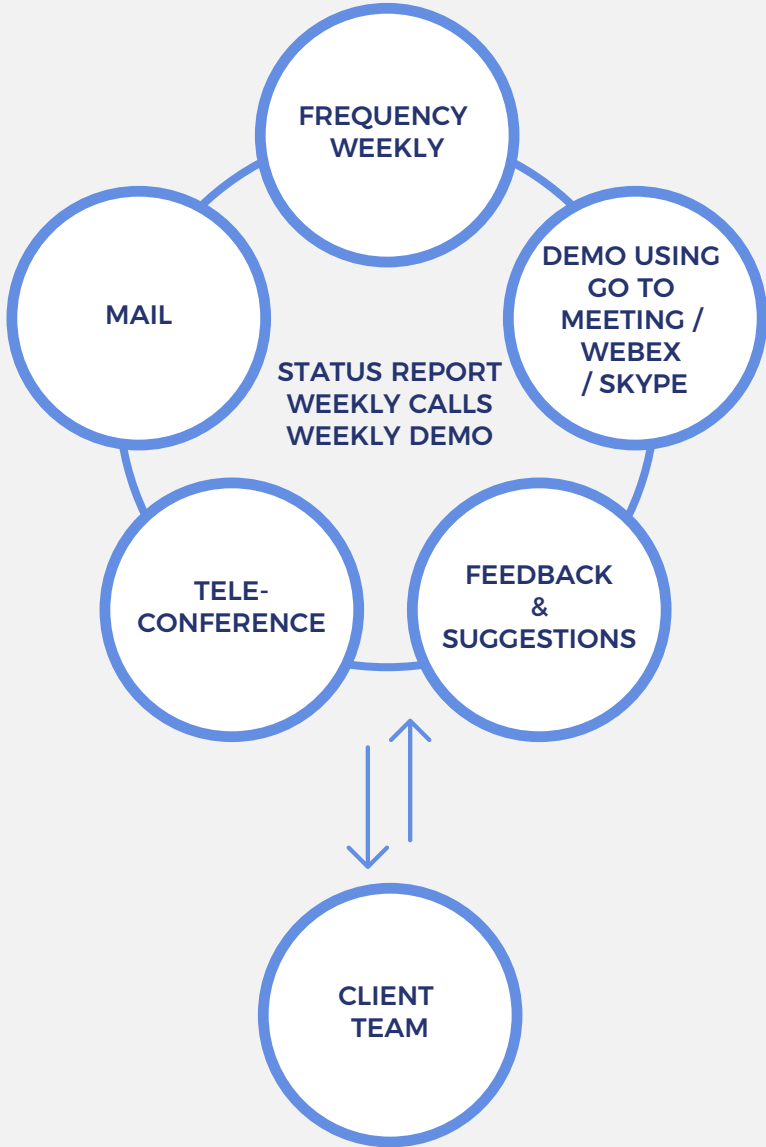 FREQUENCY
WEEKLY
MAIL
DEMO USING
GO TO
MEETING /
WEBEX
/ SKYPE
STATUS REPORT
WEEKLY CALLS
WEEKLY DEMO
TELE-
CONFERENCE
FEEDBACK
&
SUGGESTIONS
CLIENT
TEAM